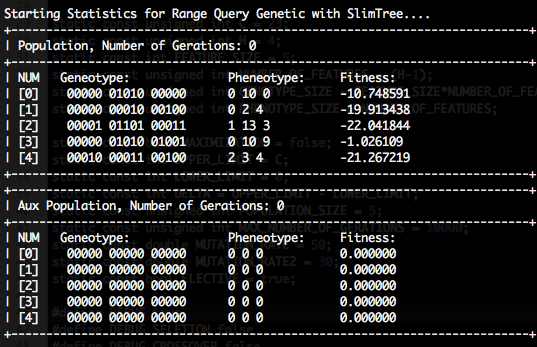 Starting Statistics for Range Query Genetic with SlimTree....
+------------------------------------------------------------------+
| Population, Number of Gerations: 0
+------------------------------------------------------------------+
| NUM Geneotype: Pheneotype: Fitness:
| [0] 00000 01010 00000 0 10 0 -10.748591
| [1] 00000 00010 00100 0 2 4 -19.913438
| [2] 00001 01101 00011 1 13 3 -22.041844
| [3] 00000 01010 01001 0 10 9 -1.026109
| [4] 00010 00011 00100 2 3 4 -21.267219
+------------------------------------------------------------------+
+------------------------------------------------------------------+
| Aux Population, Number of Gerations: 0
+------------------------------------------------------------------+
| NUM Geneotype: Pheneotype: Fitness:
| [0] 00000 00000 00000 0 0 0 0.000000
| [1] 00000 00000 00000 0 0 0 0.000000
| [2] 00000 00000 00000 0 0 0 0.000000
| [3] 00000 00000 00000 0 0 0 0.000000
| [4] 00000 00000 00000 0 0 0 0.000000
+------------------------------------------------------------------+